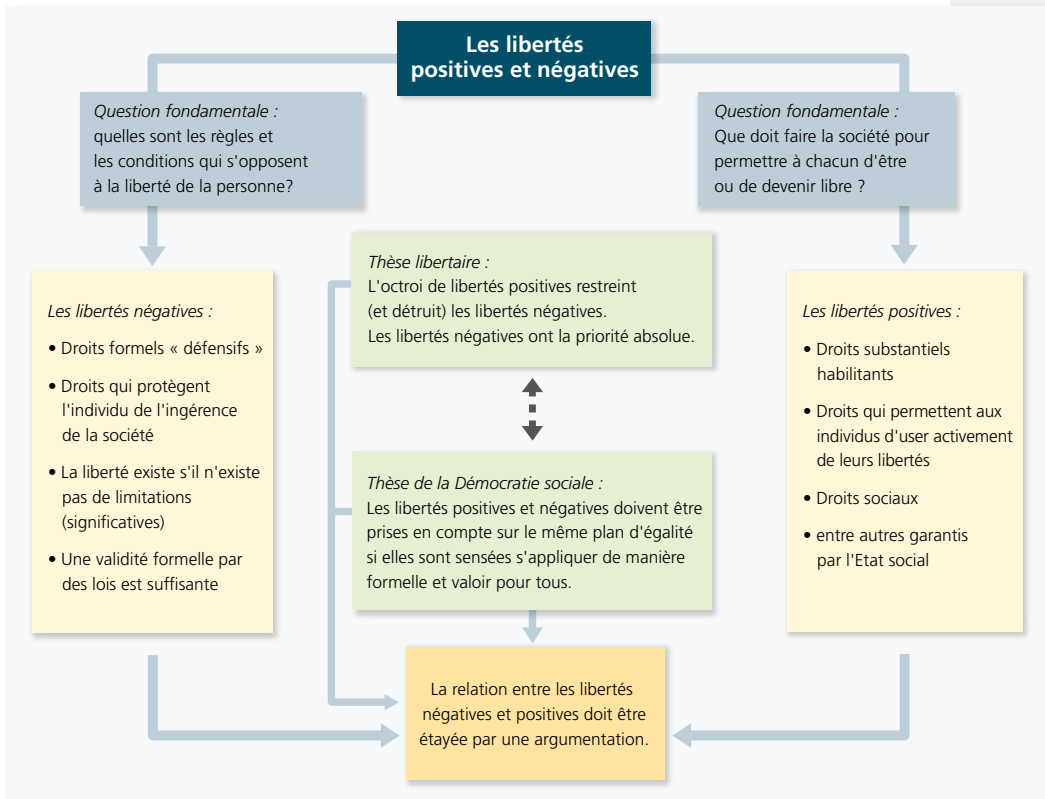 Les libertés
positives et négatives
Question fondamentale :
quelles sont les règles et
les conditions qui s'opposent
à la liberté de la personne?
Question fondamentale :
Que doit faire la société pour
permettre à chacun d'être
ou de devenir libre ?
Les libertés négatives :
• Droits formels « défensifs »
• Droits qui protègent
l'individu de l'ingérence
de la société
• La liberté existe s'il n'existe
pas de limitations
(significatives)
• Une validité formelle par
des lois est suffisante
Thèse libertaire :
L'octroi de libertés positives restreint
(et détruit) les libertés négatives.
Les libertés négatives ont la priorité absolue.
Thèse de la Démocratie sociale :
Les libertés positives et négatives doivent être
prises en compte sur le même plan d'égalité
si elles sont sensées s'appliquer de manière
formelle et valoir pour tous.
Les libertés positives :
• Droits substantiels
habilitants
• Droits qui permettent aux
individus d'user activement
de leurs libertés
• Droits sociaux
• entre autres garantis
par l'Etat social
La relation entre les libertés
négatives et positives doit être
étayée par une argumentation.